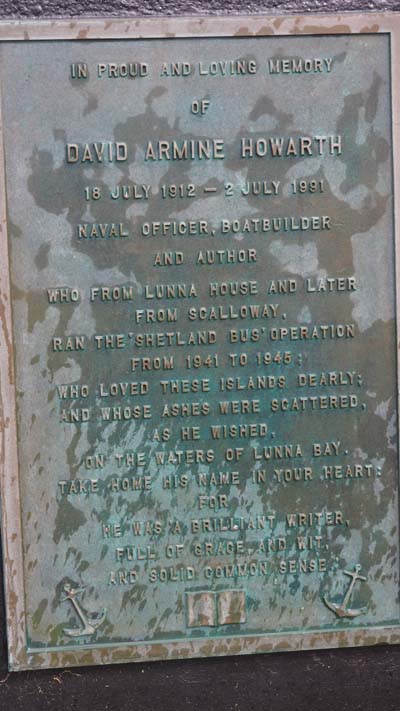 IN PROUD AND LOVING MEMORY
OF
DAVID ARMINE HOWARTH
18 JULY 1912 – 2 JULY 1991
NAVAL OFFICER, BOATBUILDER
AND AUTHOR
WHO FROM LUNNA HOUSE AND LATER
FROM SCALLOWAY,
RAN THE 'SHETLAND BUS' OPERATION
FROM 1941 TO 1945;
WHO LOVED THESE ISLANDS DEARLY;
AND WHOSE ASHES WERE SCATTERED,
AS HE WISHED,
ON THE WATERS OF LUNNA BAY.
TAKE HOME HIS NAME IN YOUR HEART:
FOR
HE WAS A BRILLIANT WRITER,
FULL OF GRACE, AND WIT,
AND SOLID COMMON SENSE.